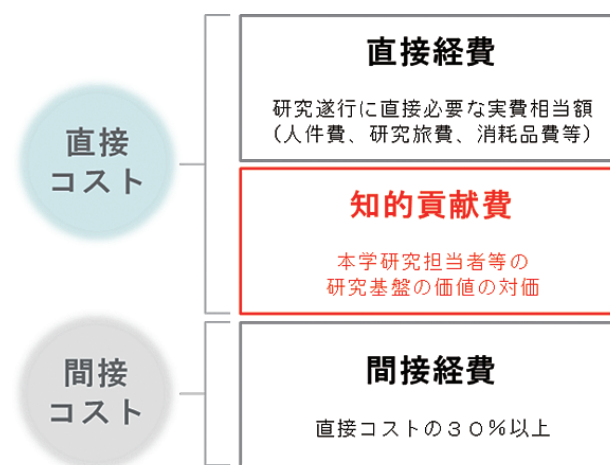 直接
コスト
直接経費
研究遂行に直接必要な実費相当額
(人件費、研究旅費、消耗品費等)
知的貢献費
本学研究担当者等の
研究基盤の価値の対価
間接
コスト
間接経費
直接コストの30%以上